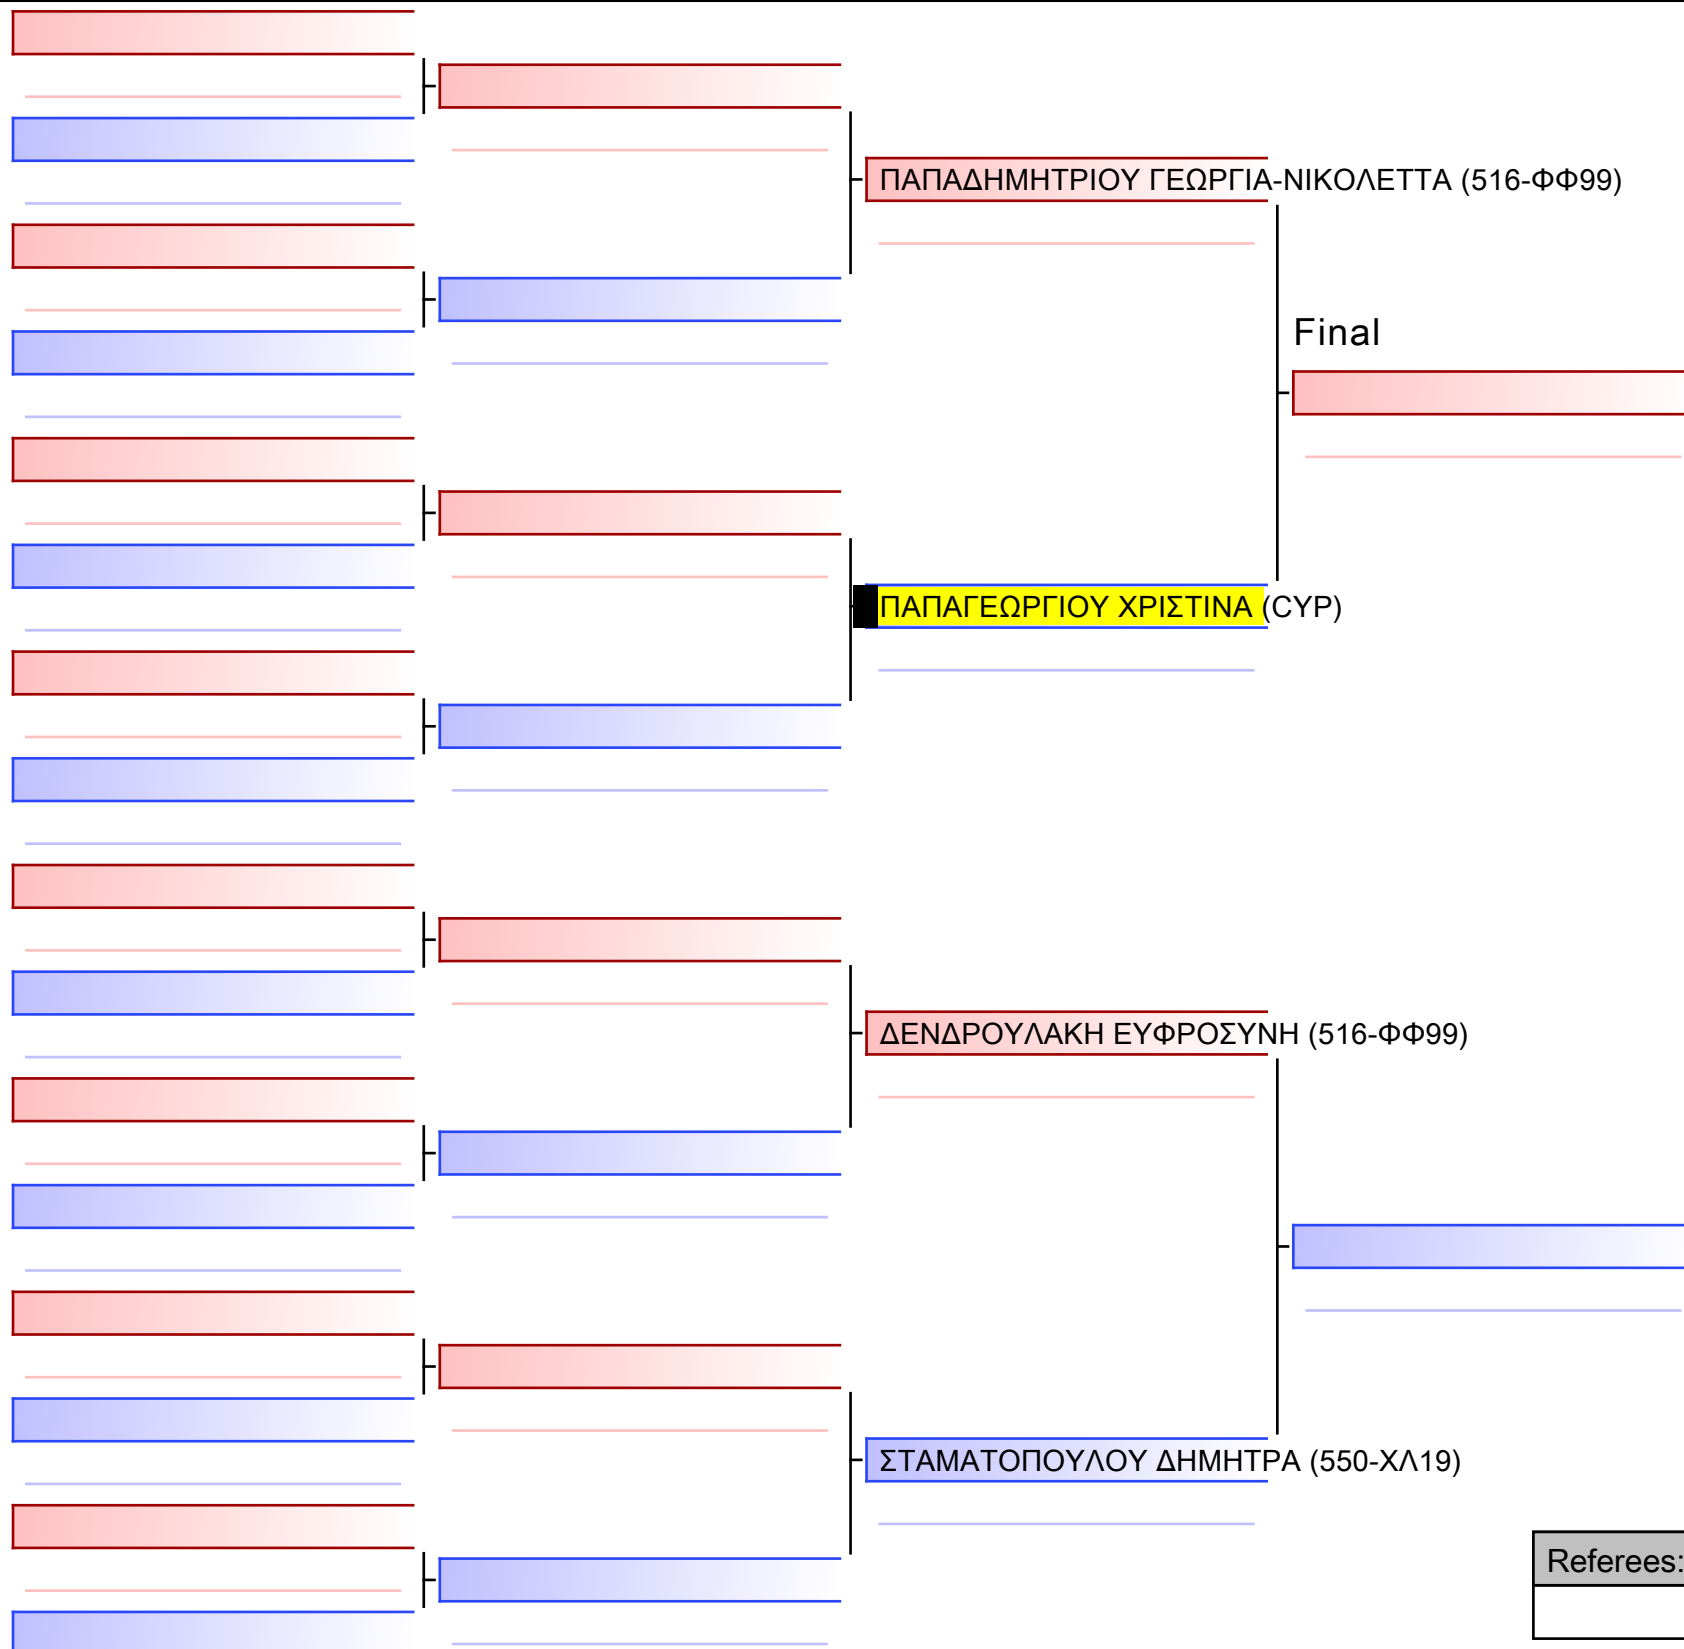 ΠΑΠΑΔΗΜΗΤΡΙΟΥ ΓΕΩΡΓΙΑ-ΝΙΚΟΛΕΤΤΑ (516-ΦΦ99)
Final
ΠΑΠΑΓΕΩΡΓΙΟΥ ΧΡΙΣΤΙΝΑ (CYP)
ΔΕΝΔΡΟΥΛΑΚΗ ΕΥΦΡΟΣΥΝΗ (516-ΦΦ99)
ΣΤΑΜΑΤΟΠΟΥΛΟΥ ΔΗΜΗΤΡΑ (550-ΧΛ19)
Referees: